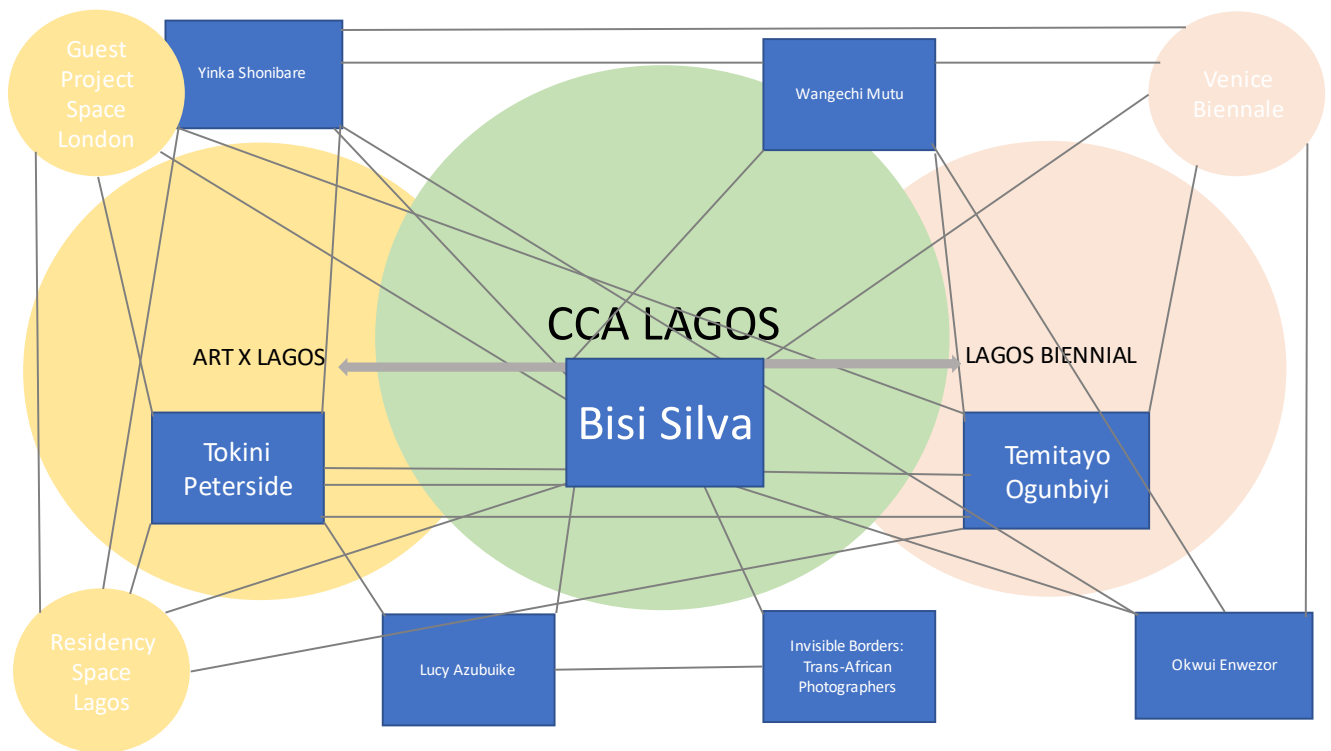 Guest
Project
Space
London
Yinka Shonibare
Wangechi Mutu
Venice
Biennale
CCA LAGOS
ART X LAGOS
LAGOS BIENNIAL
Bisi Silva
Tokini
Peterside
Temitayo
Ogunbiyi
Residency
Space
Lagos
Lucy Azubuike
Invisible Borders:
Trans-African
Photographers
Okwui Enwezor